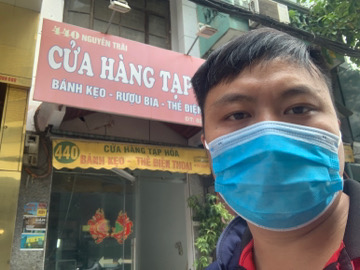 440 NGUYỄN TRÃI
CỬA HÀNG TẠP
BÁNH KẸO - RƯỢU BIA - THẺ ĐIỆN
440
CỬA HÀNG TẠP HÓA
BÁNH KẸO - THẺ ĐIỆN THOẠI